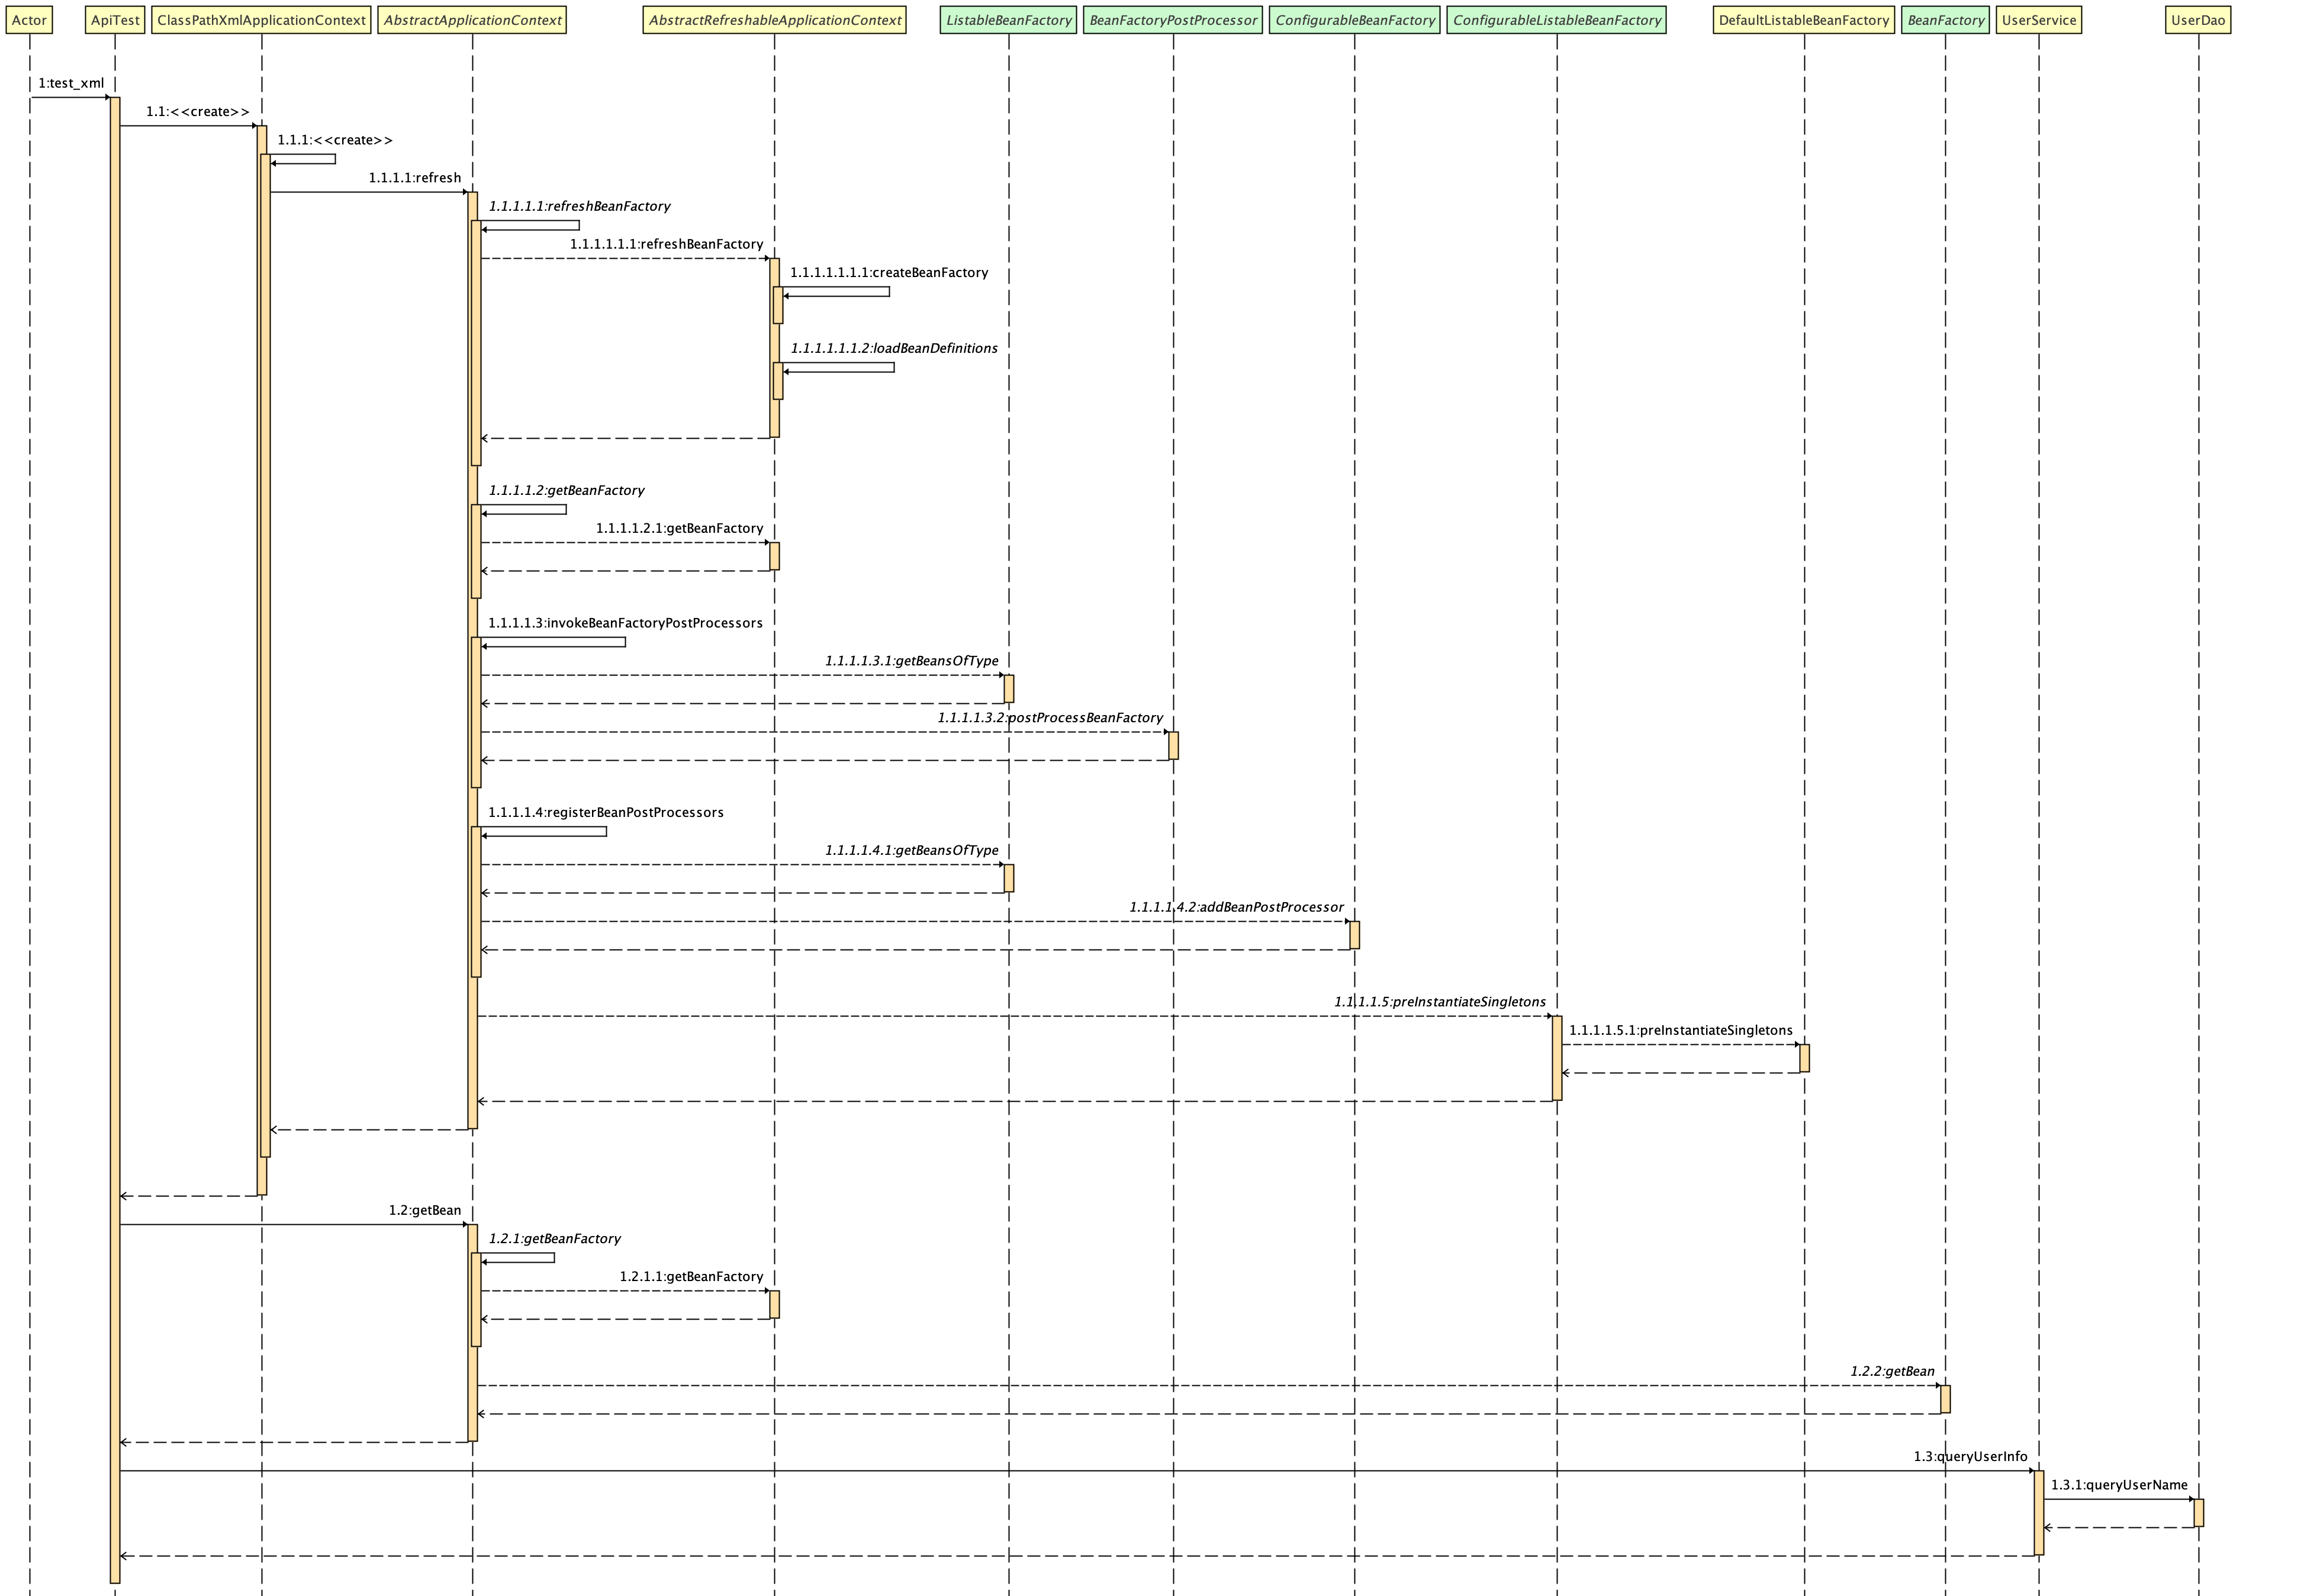 Actor
ApiTest
ClassPathXmlApplicationContext
AbstractApplicationContext
AbstractRefreshableApplicationContext
ListableBeanFactory
BeanFactoryPostProcessor
ConfigurableBeanFactory
ConfigurableListableBeanFactory
DefaultListableBeanFactory
BeanFactory
UserService
UserDao
1:test_xml
1.1:<<create>>
1.1.1:<<create>>
1.1.1.1:refresh
1.1.1.1.1:refreshBeanFactory
1.1.1.1.1.1:refreshBeanFactory
1.1.1.1.1.1.1:createBeanFactory
1.1.1.1.1.1.2:loadBeanDefinitions
1.1.1.1.2:getBeanFactory
1.1.1.1.2.1:getBeanFactory
1.1.1.1.3:invokeBeanFactoryPostProcessors
1.1.1.1.3.1:getBeansOfType
1.1.1.1.3.2:postProcessBeanFactory
1.1.1.1.4:registerBeanPostProcessors
1.1.1.1.4.1:getBeansOfType
1.1.1.1.4.2:addBeanPostProcessor
1.1.1.1.5:preInstantiateSingletons
1.1.1.1.5.1:preInstantiateSingletons
1.2:getBean
1.2.1:getBeanFactory
1.2.1.1:getBeanFactory
1.2.2:getBean
1.3:queryUserInfo
1.3.1:queryUserName